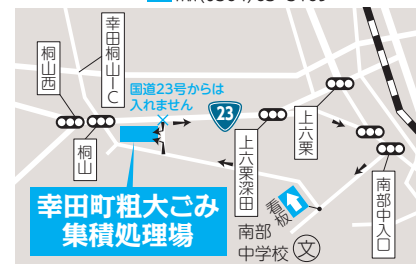 桐山西
幸田桐山IC
国道23号からは
入れません
23
桐山
上六栗深田
上六栗
南部中入口
幸田町粗大ごみ
集積処理場
看板
南部
中学校
文